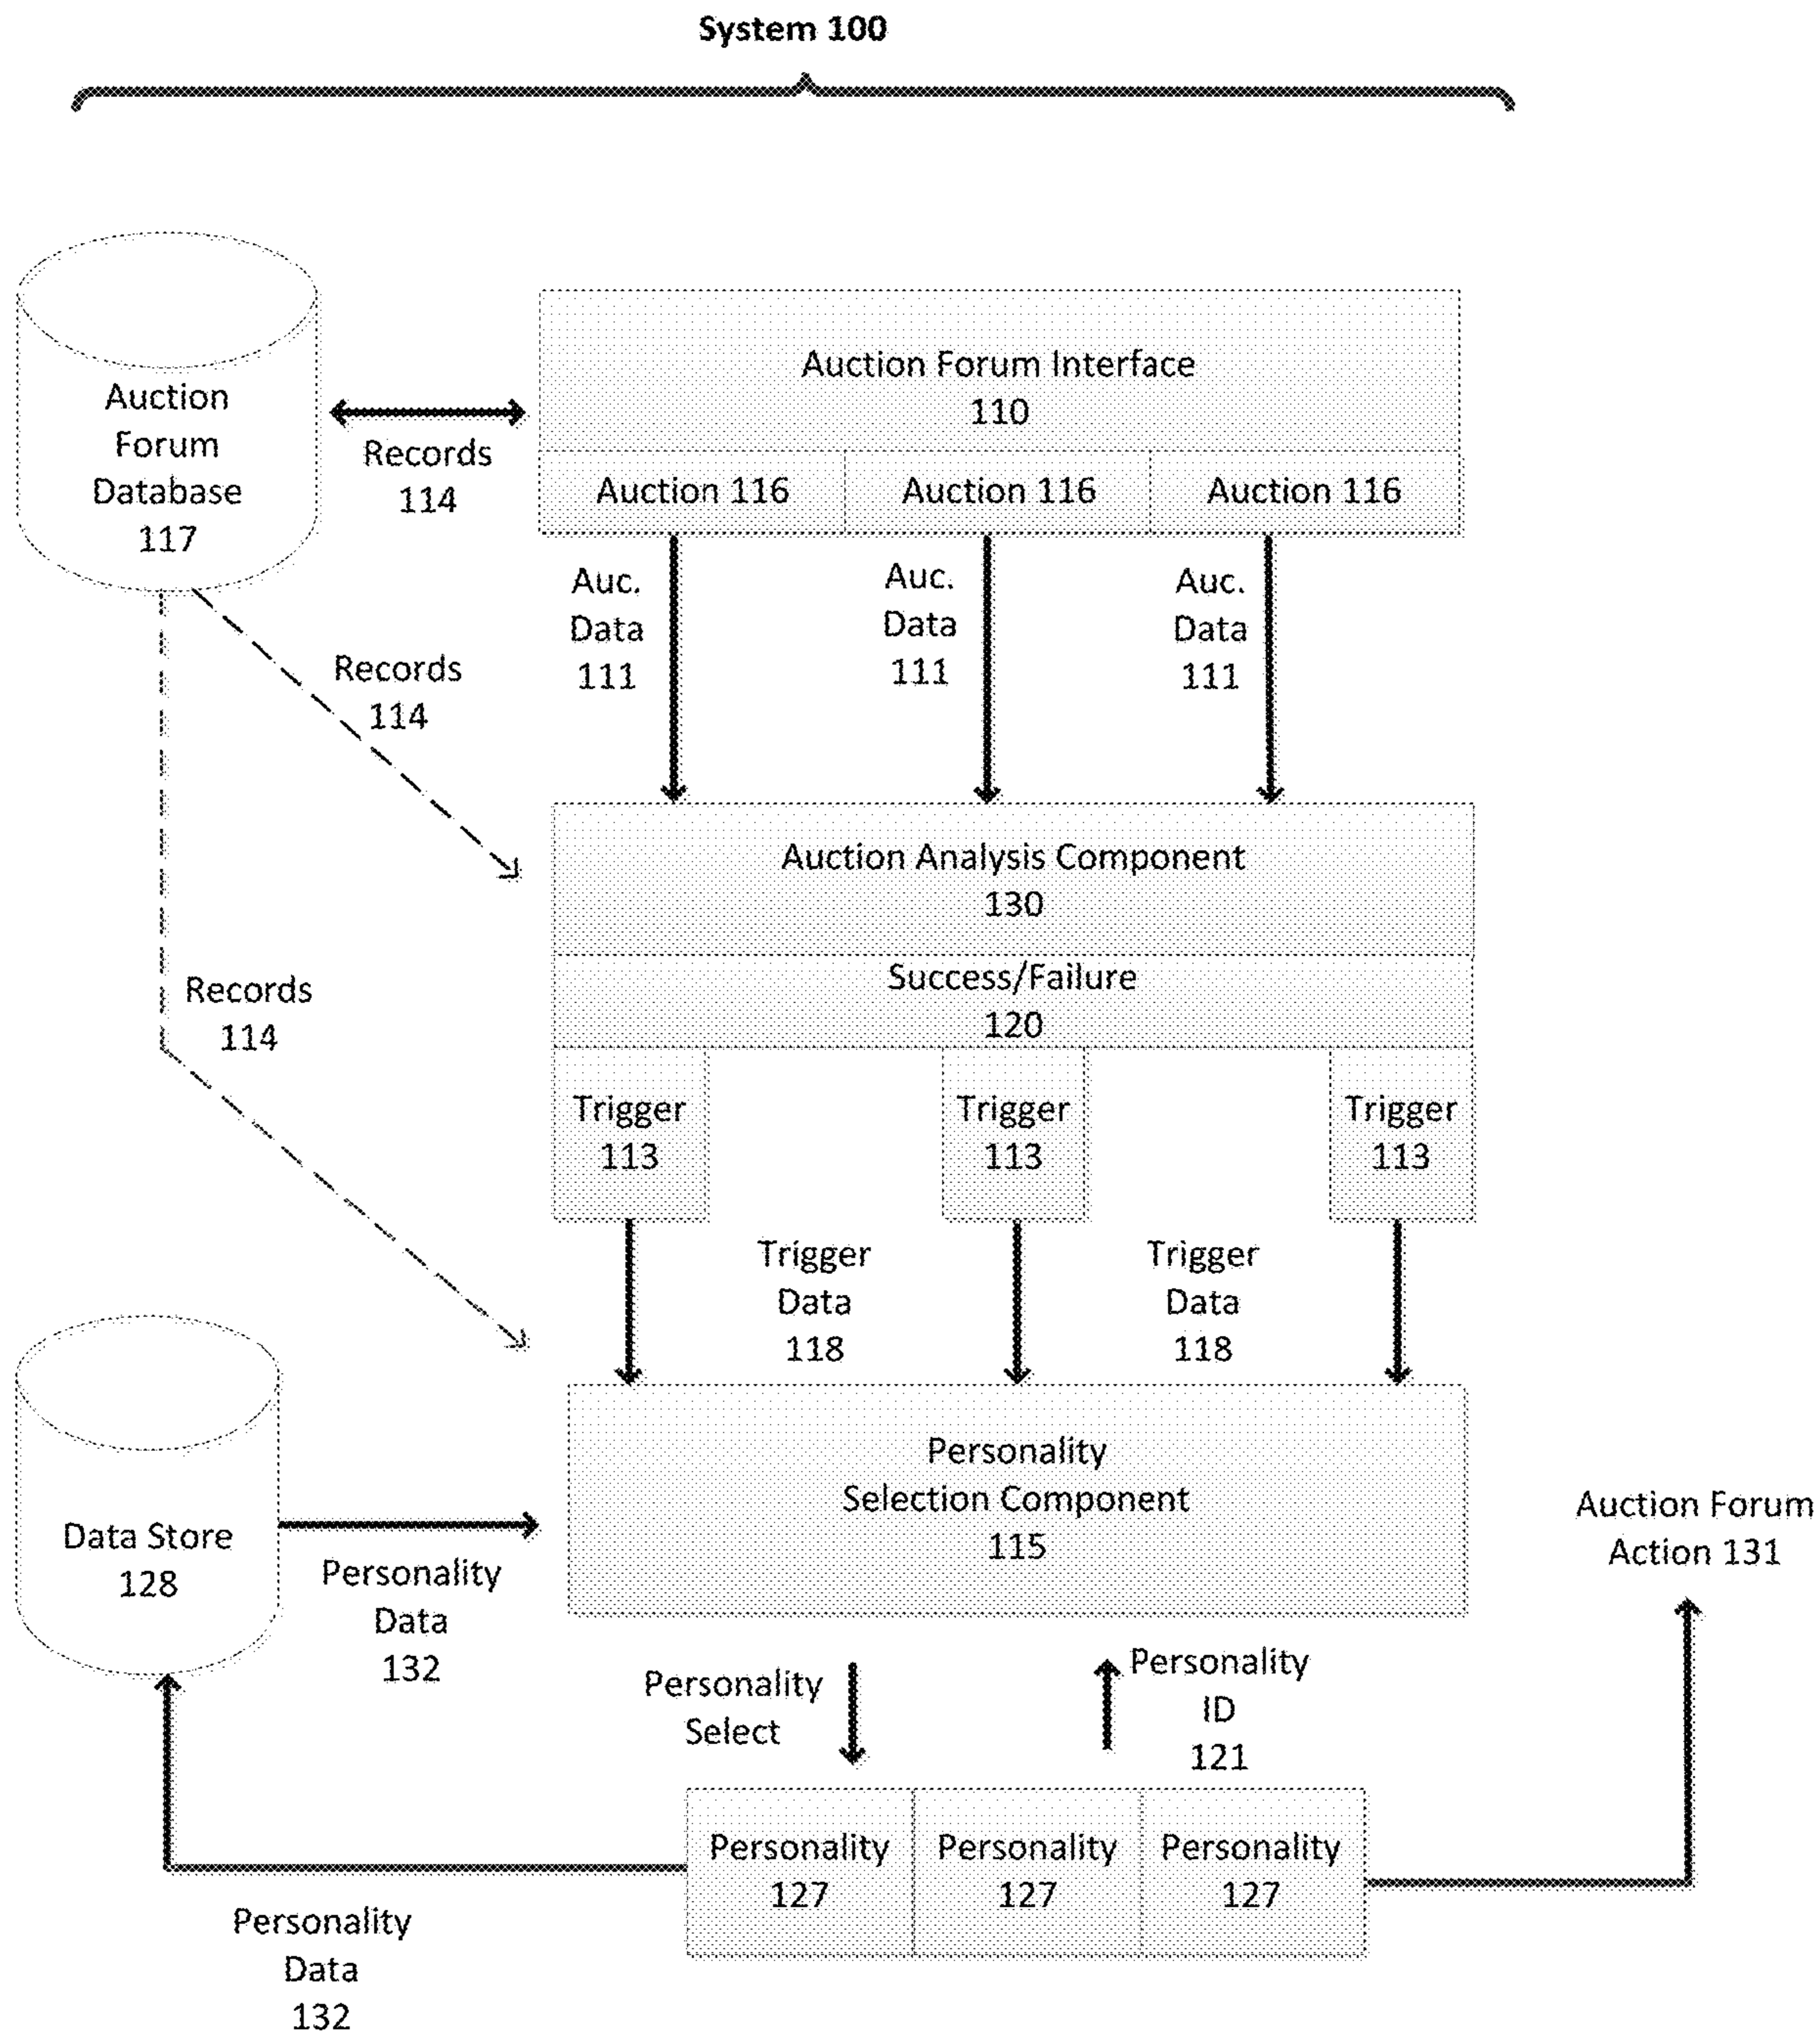 System 100
Auction
Forum
Database
117
Records
114
Auction Forum Interface
110
Auction 116
Auction 116
Auction 116
Auc.
Data
111
Auc.
Data
111
Auc.
Data
111
Records
114
Auction Analysis Component
130
Success/Failure
120
Records
114
Trigger
113
Trigger
113
Trigger
113
Trigger
Data
118
Trigger
Data
118
Data Store
128
Personality
Data
132
Personality
Selection Component
115
Auction Forum
Action 131
Personality
Select
Personality
ID
121
Personality
127
Personality
127
Personality
127
Personality
Data
132